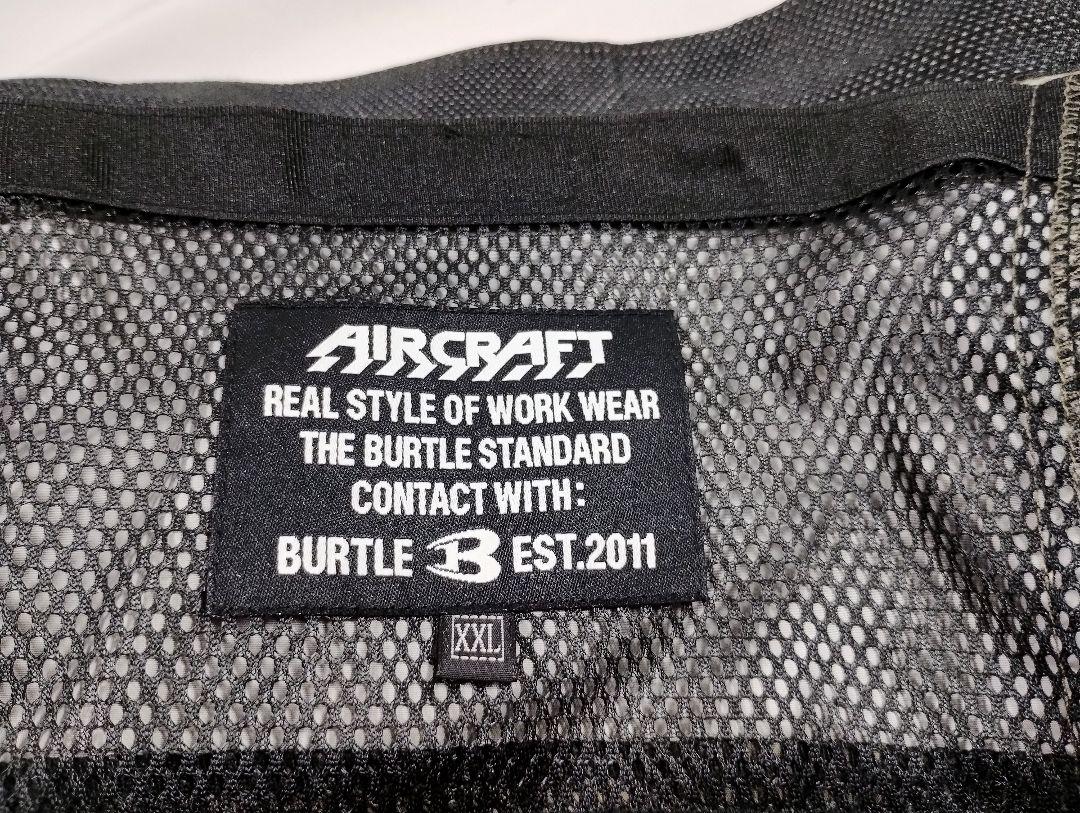 AIRCRAFT
REAL STYLE OF WORK WEAR
THE BURTLE STANDARD
CONTACT WITH:
BURTLE B EST.2011
XXL